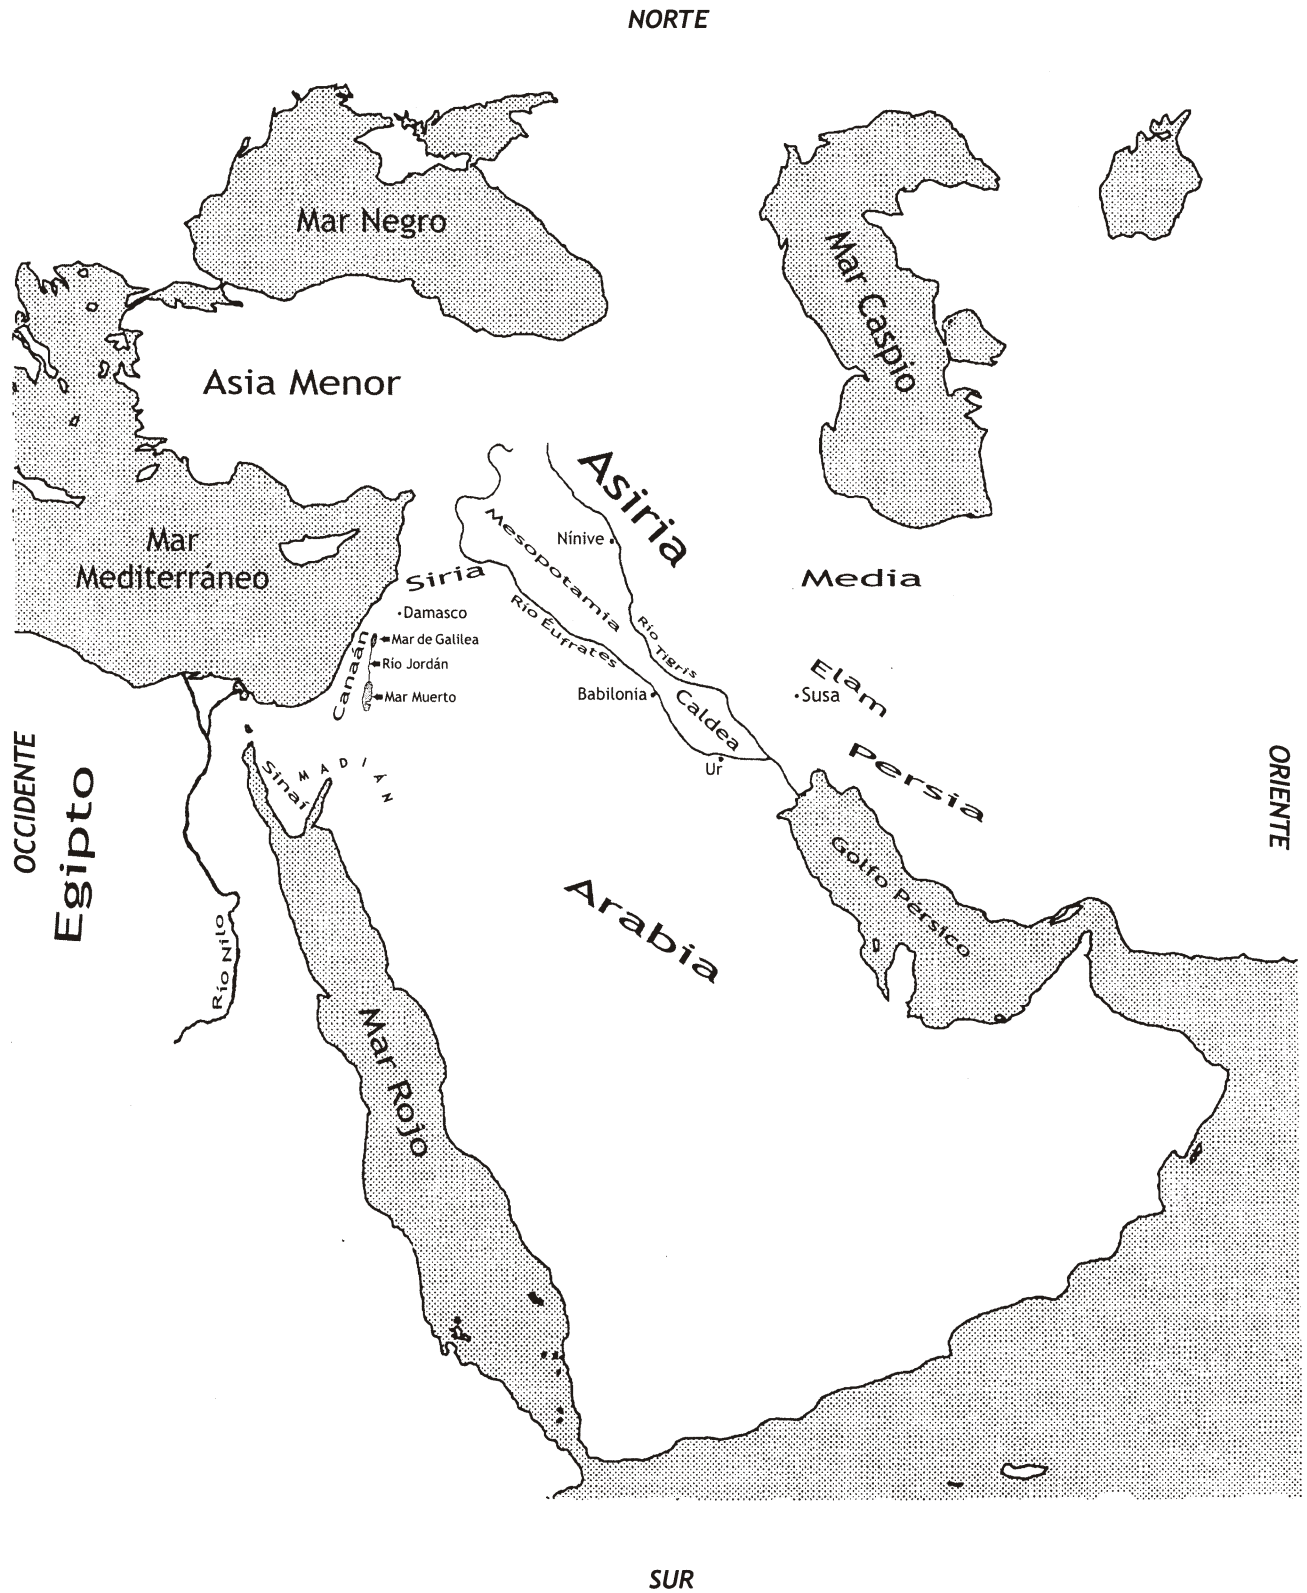 NORTE
Mar Negro
Mar Caspio
Asia Menor
Asiria
Mar
Mediterráneo
Mesopotamia
Nínive
Siria
Media
Damasco
Río Éufrates
Río Tigris
Canaán
Mar de Galilea
Río Jordán
Mar Muerto
Babilonia
Caldea
Elam
Susa
Ur
OCCIDENTE
Egipto
Sinaí
MADIÁN
Persia
ORIENTE
Golfo Pérsico
Arabia
Río Nilo
Mar Rojo
SUR